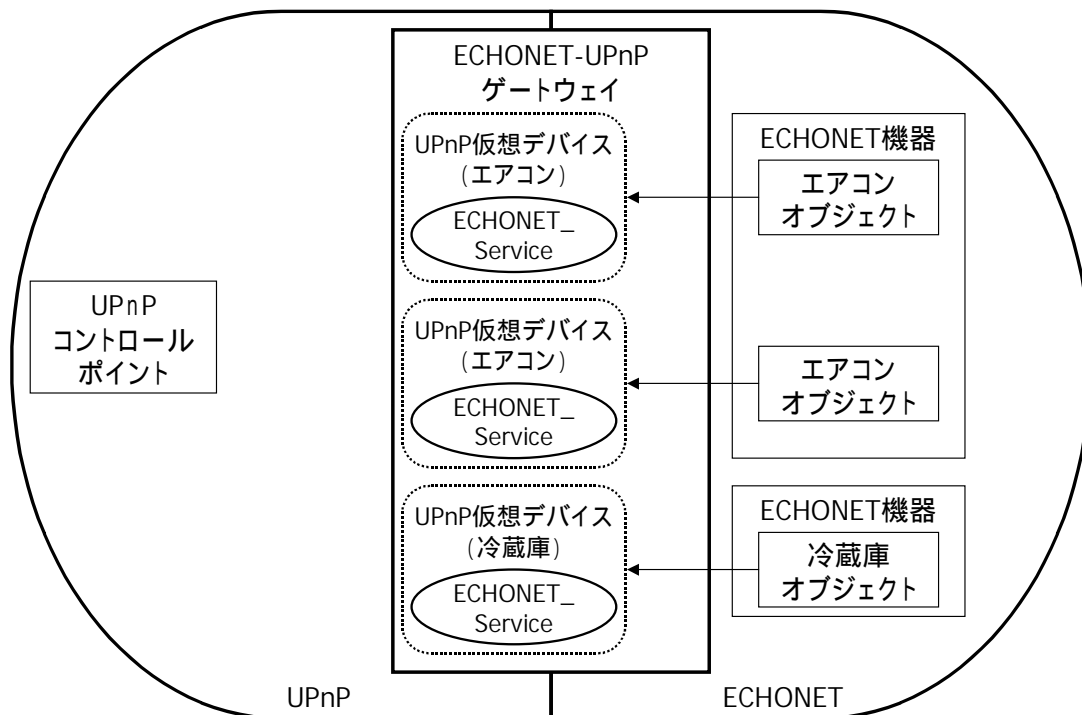 ECHONET-UPnP
ゲートウェイ
UPnP仮想デバイス
(エアコン)
ECHONET_
Service
UPnP仮想デバイス
(エアコン)
ECHONET_
Service
UPnP仮想デバイス
(冷蔵庫)
ECHONET_
Service
UPnP
コントロール
ポイント
ECHONET機器
エアコン
オブジェクト
エアコン
オブジェクト
ECHONET機器
冷蔵庫
オブジェクト
UPnP
ECHONET